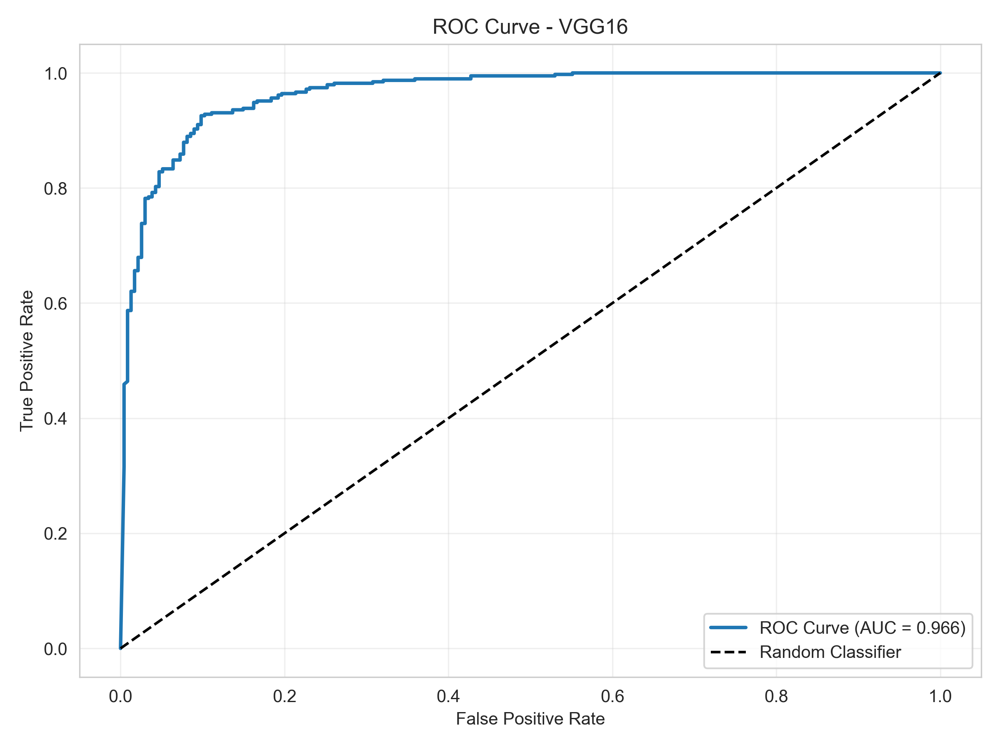 ROC Curve - VGG16
True Positive Rate
1.0
0.8
0.6
0.4
0.2
0.0
0.0 0.2 0.4 0.6 0.8 1.0
False Positive Rate
ROC Curve (AUC = 0.966)
Random Classifier